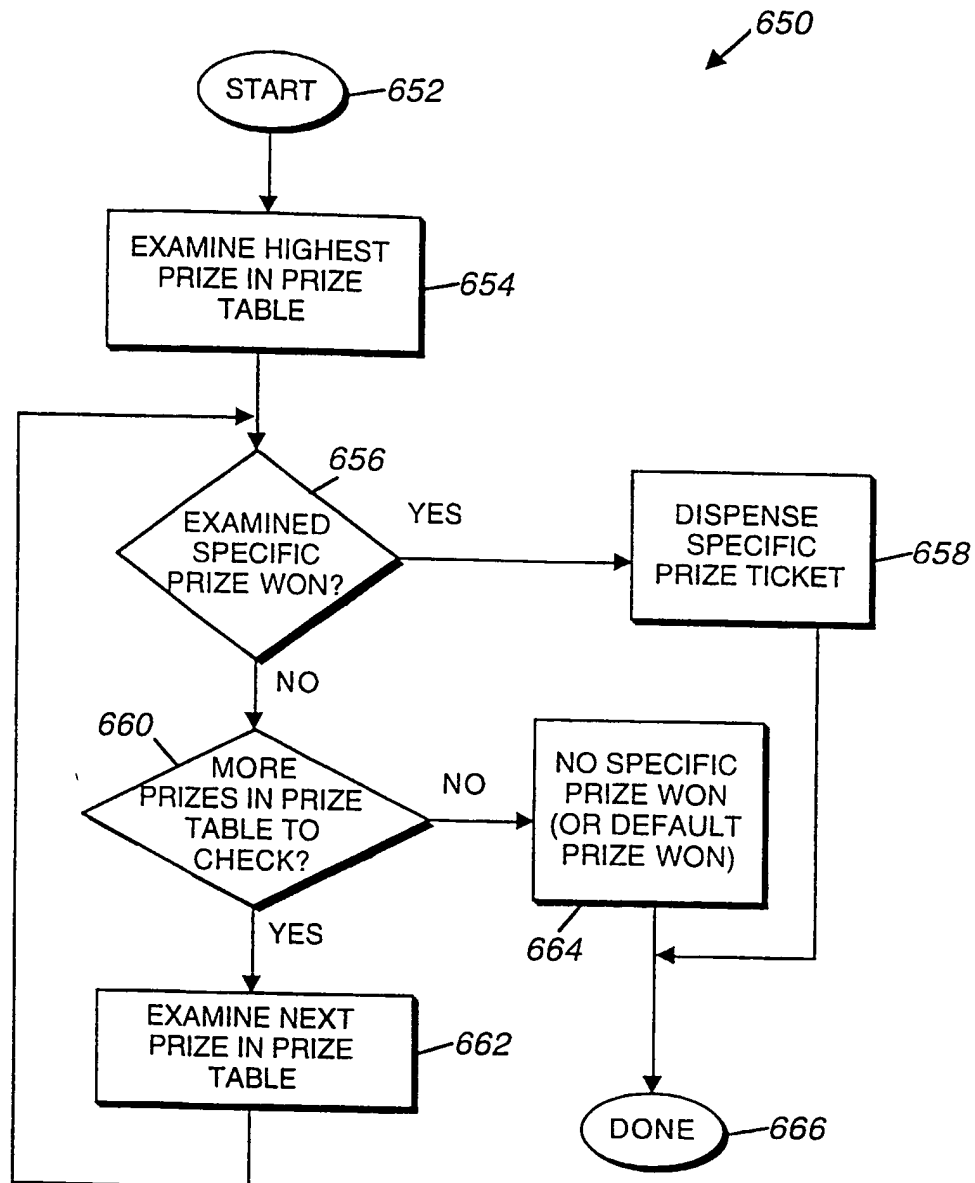 650
START
652
EXAMINE HIGHEST
PRIZE IN PRIZE
TABLE
654
656
EXAMINED
SPECIFIC
PRIZE WON?
YES
DISPENSE
SPECIFIC
PRIZE TICKET
658
NO
660
MORE
PRIZES IN PRIZE
TABLE TO
CHECK?
NO
NO SPECIFIC
PRIZE WON
(OR DEFAULT
PRIZE WON)
664
YES
EXAMINE NEXT
PRIZE IN PRIZE
TABLE
662
DONE
666